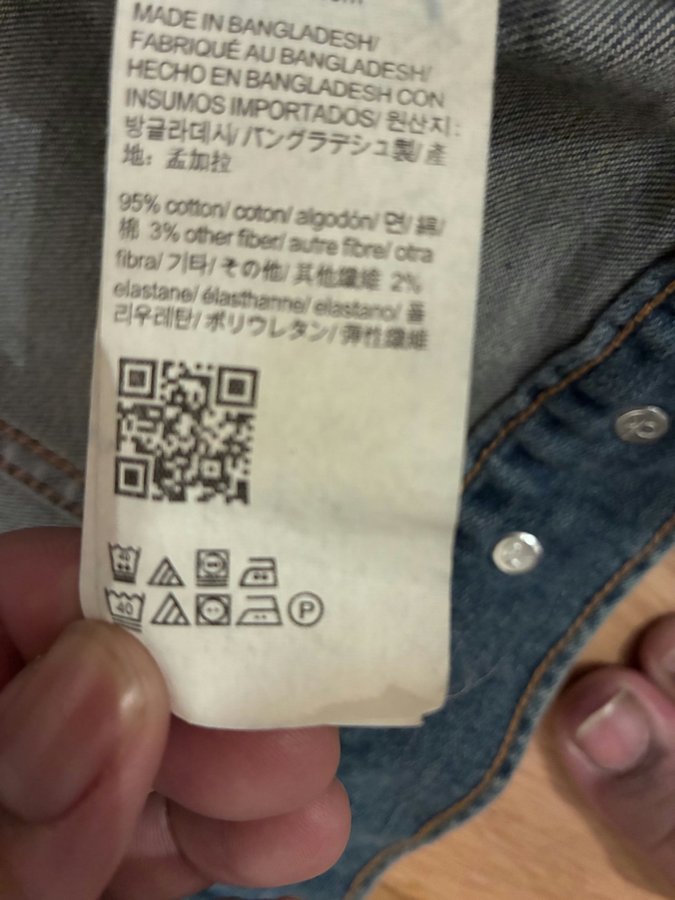 MADE IN BANGLADESH/
FABRIQUÉ AU BANGLADESH/
HECHO EN BANGLADESH CON
INSUMOS IMPORTADOS/ 원산지:
방글라데시/ バングラデシュ製/ 產
地: 孟加拉
95% cotton/ coton/ algodón/ 면/ 綿/
棉 3% other fiber/ autre fibre/ otra
fibra/ 기타/ その他/ 其他纖維 2%
elastane/ élasthanne/ elastano/ 폴
리우레탄/ ポリウレタン/ 彈性纖維
40
40 P